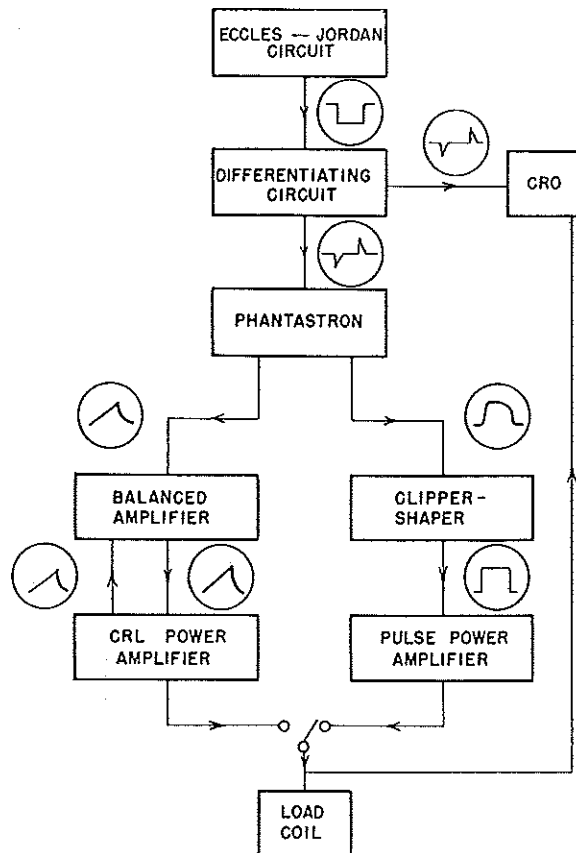 ECCLES — JORDAN
CIRCUIT
DIFFERENTIATING
CIRCUIT
CRO
PHANTASTRON
BALANCED
AMPLIFIER
CLIPPER-
SHAPER
CRL POWER
AMPLIFIER
PULSE POWER
AMPLIFIER
LOAD
COIL